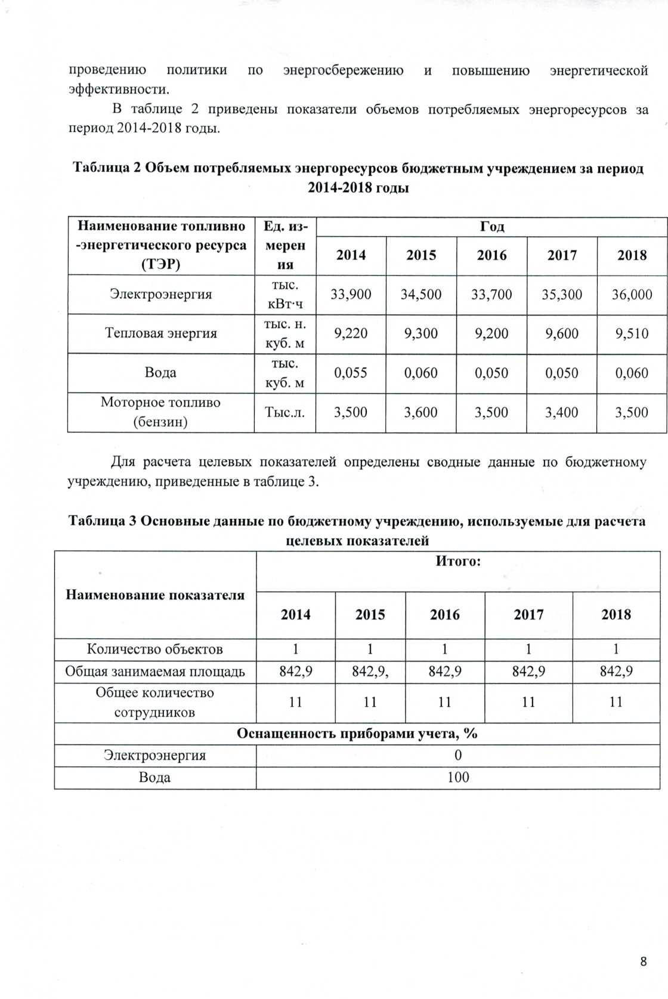 проведению политики по энергосбережению и повышению энергетической
эффективности.
В таблице 2 приведены показатели объемов потребляемых энергоресурсов за
период 2014-2018 годы.
Таблица 2 Объем потребляемых энергоресурсов бюджетным учреждением за период
2014-2018 годы
Наименование топливно
-энергетического ресурса
(ТЭР)
Ед. из-
мерен
ия
Год
2014 2015 2016 2017 2018
Электроэнергия тыс.
кВт·ч 33,900 34,500 33,700 35,300 36,000
Тепловая энергия тыс. н.
куб. м 9,220 9,300 9,200 9,600 9,510
Вода тыс.
куб. м 0,055 0,060 0,050 0,050 0,060
Моторное топливо
(бензин) Тыс.л. 3,500 3,600 3,500 3,400 3,500
Для расчета целевых показателей определены сводные данные по бюджетному
учреждению, приведенные в таблице 3.
Таблица 3 Основные данные по бюджетному учреждению, используемые для расчета
целевых показателей
Наименование показателя
Итого:
2014 2015 2016 2017 2018
Количество объектов 1 1 1 1 1
Общая занимаемая площадь 842,9 842,9, 842,9 842,9 842,9
Общее количество
сотрудников 11 11 11 11 11
Оснащенность приборами учета, %
Электроэнергия 0
Вода 100
8